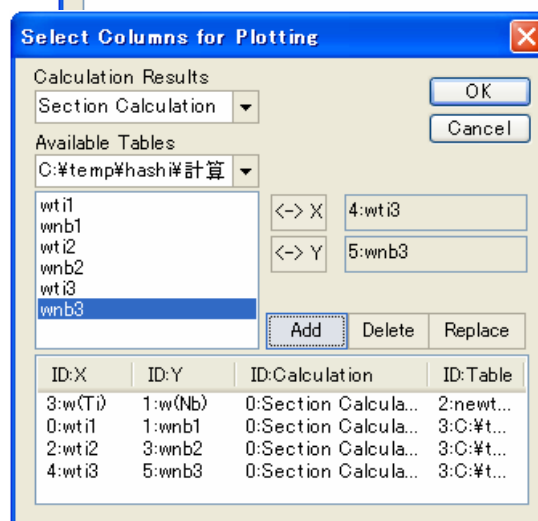 Select Columns for Plotting
Calculation Results
Section Calculation
OK
Cancel
Available Tables
C:¥temp¥hashi¥計算
wti1
wnb1
wti2
wnb2
wti3
wnb3
<-> X
4:wti3
<-> Y
5:wnb3
Add
Delete
Replace
ID:X ID:Y ID:Calculation ID:Table
3:w(Ti) 1:w(Nb) 0:Section Calcula... 2:newt...
0:wti1 1:wnb1 0:Section Calcula... 3:C:¥t...
2:wti2 3:wnb2 0:Section Calcula... 3:C:¥t...
4:wti3 5:wnb3 0:Section Calcula... 3:C:¥t...